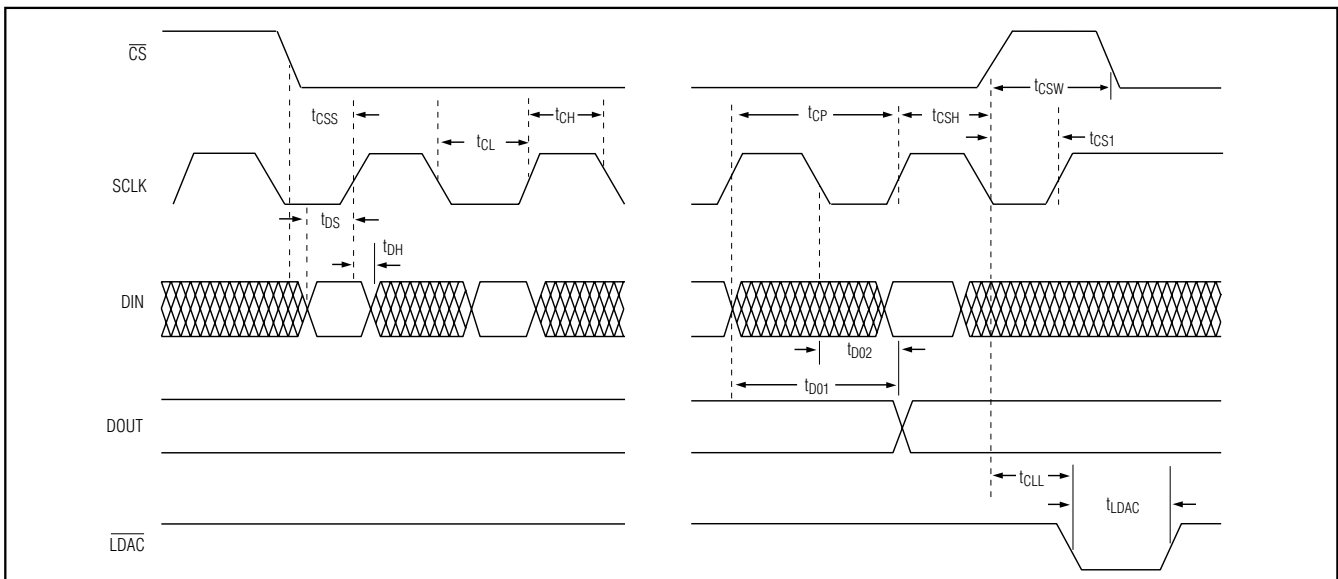 CS
tCSW
tCSS
tCH
tCP
tCSH
tCL
tCS1
SCLK
tDS
tDH
DIN
tD02
tD01
DOUT
tCLL
tLDAC
LDAC